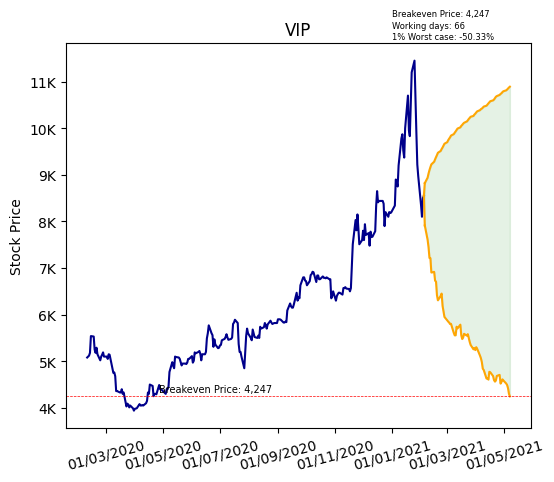 Breakeven Price: 4,247
Working days: 66
1% Worst case: -50.33%
VIP
Stock Price
11K
10K
9K
8K
7K
6K
5K
4K
Breakeven Price: 4,247
01/03/2020
01/05/2020
01/07/2020
01/09/2020
01/11/2020
01/01/2021
01/03/2021
01/05/2021